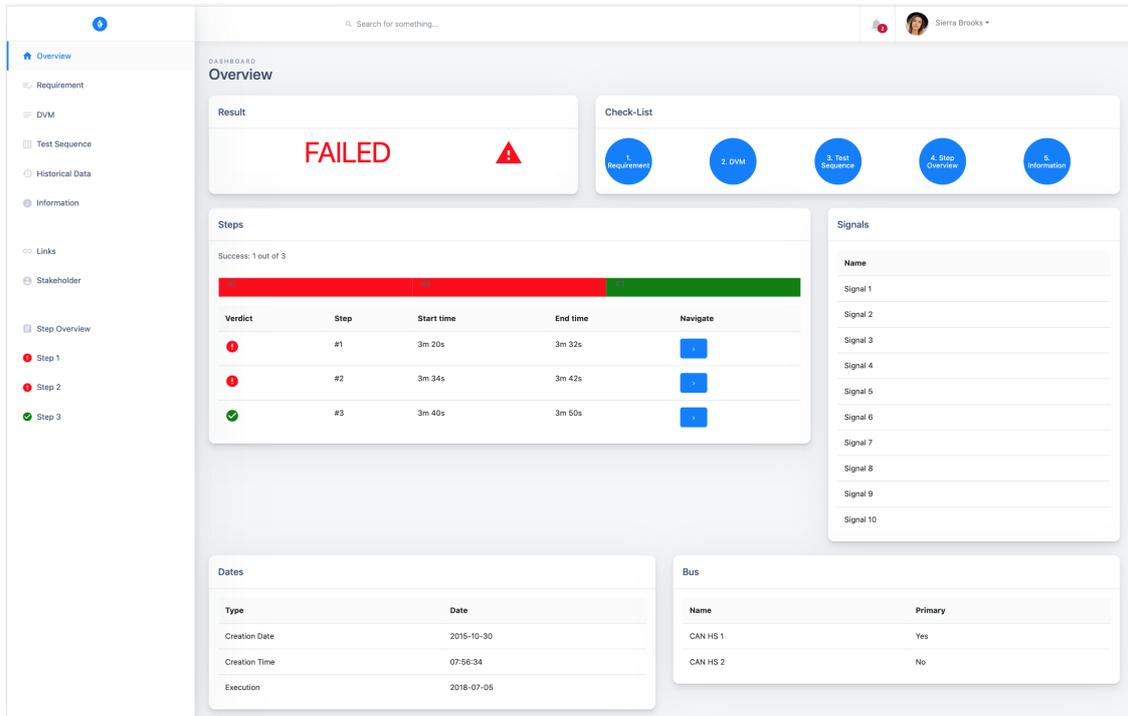 Search for something...
2
Sierra Brooks
Overview
Requirement
DVM
Test Sequence
Historical Data
Information
Links
Stakeholder
Step Overview
Step 1
Step 2
Step 3
DASHBOARD
Overview
Result
FAILED
Check-List
1.
Requirement
2. DVM
3. Test
Sequence
4. Step
Overview
5.
Information
Steps
Success: 1 out of 3
#1 #2 #3
Verdict Step Start time End time Navigate
#1 3m 20s 3m 32s ›
#2 3m 34s 3m 42s ›
#3 3m 40s 3m 50s ›
Signals
Name
Signal 1
Signal 2
Signal 3
Signal 4
Signal 5
Signal 6
Signal 7
Signal 8
Signal 9
Signal 10
Dates
Type Date
Creation Date 2015-10-30
Creation Time 07:56:34
Execution 2018-07-05
Bus
Name Primary
CAN HS 1 Yes
CAN HS 2 No